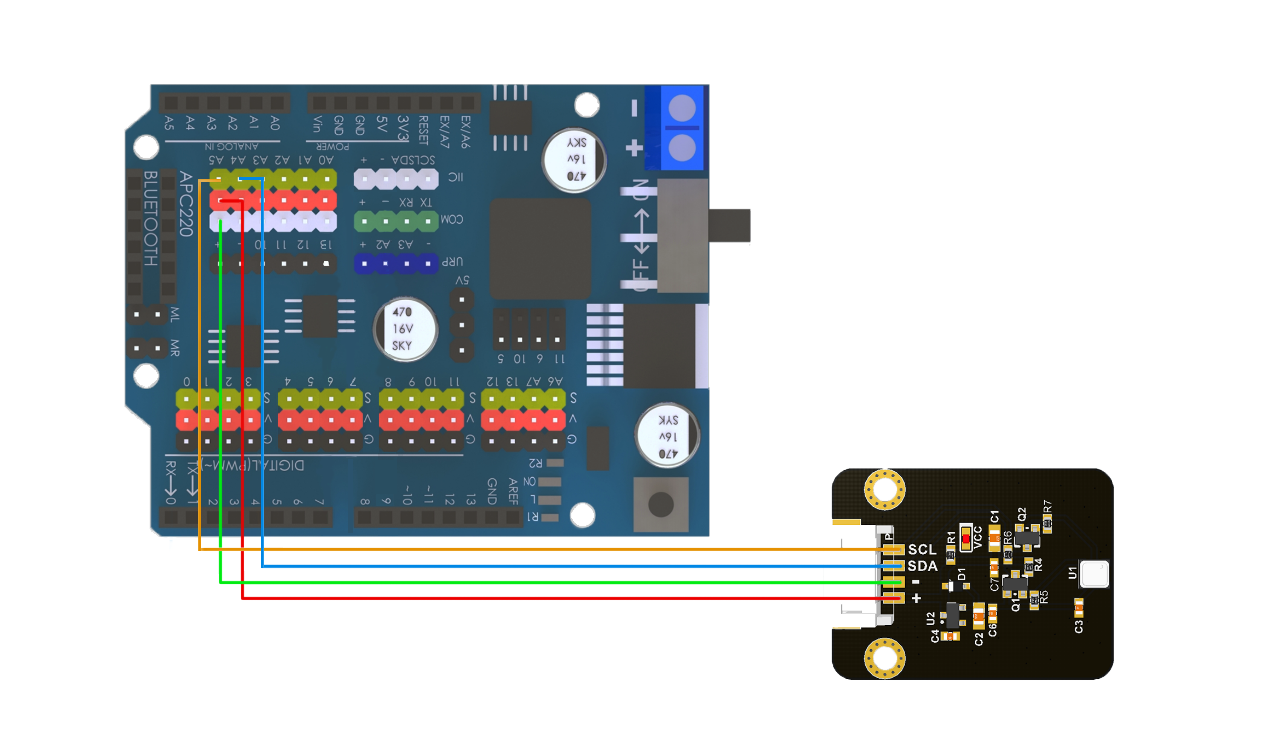 A5 A4 A3 A2 A1 A0
Vin GND GND 5V 3V3 RESET EX/A7 EX/A6
ANALOG IN
POWER
-
+
SKY
16v
470
A5 A4 A3 A2 A1 A0
+ - SDA SCL
IIC
BLUETOOTH
APC220
+ - RX TX
COM
ON
OFF
+ - 10 11 12 13
+ A2 A3 -
URP
5V
ML
MR
470
16V
SKY
5 10 6 11
0 1 2 3
4 5 6 7
8 9 10 11
12 13 A7 A6
S S S S
V V V V
G G G G
SYK
16v
470
DIGITAL(PWM~)
RX→0
TX→1
2 3 4 5 6 7
8 9 ~10 ~11 12 13 GND AREF
R2
ON
L
R1
P
SCL
SDA
-
+
R1
VCC
C1
Q2
R7
R6
R4
C7
D1
Q1
R5
U1
U2
C4
C2
C6
C3